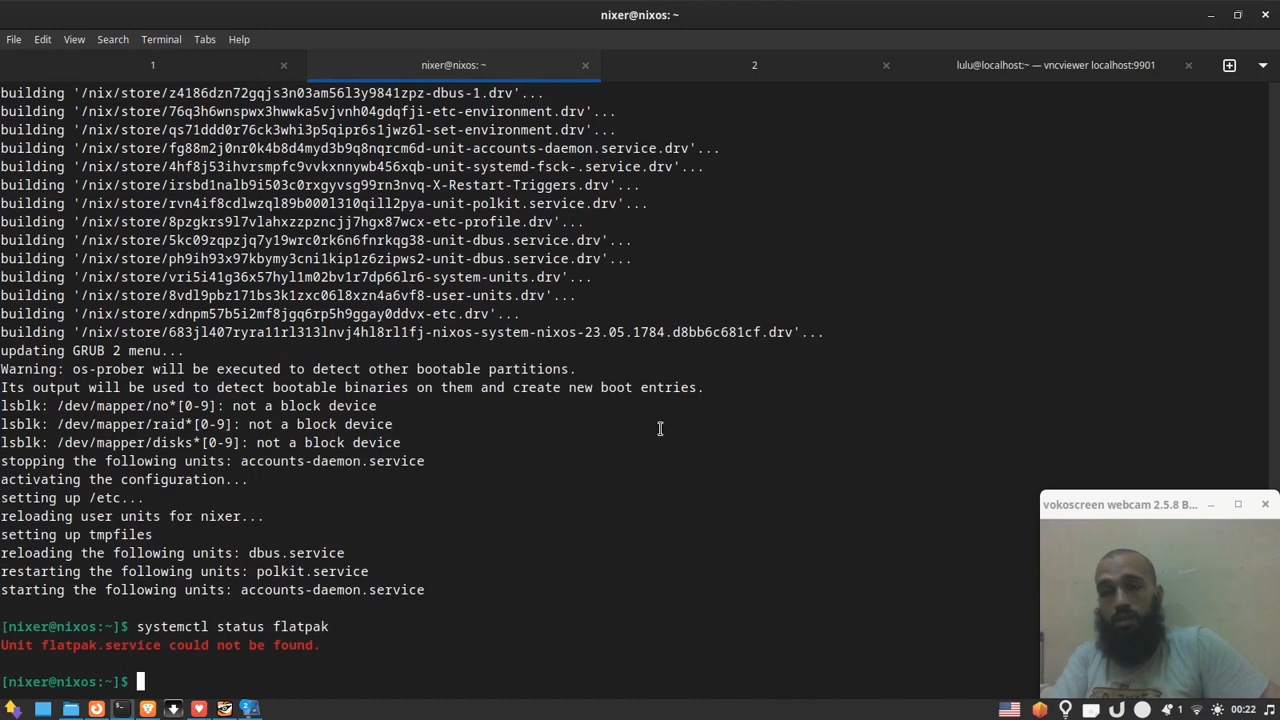 nixer@nixos: ~
File Edit View Search Terminal Tabs Help
1
nixer@nixos: ~
2
lulu@localhost:~ — vncviewer localhost:9901
building '/nix/store/z4186dzn72gqjs3n03am56l3y9841zpz-dbus-1.drv'...
building '/nix/store/76q3h6wnspwx3hwwka5vjvnh04gdqfji-etc-environment.drv'...
building '/nix/store/qs71ddd0r76ck3whi3p5qipr6s1jwz6l-set-environment.drv'...
building '/nix/store/fg88m2j0nr0k4b8d4myd3b9q8nqrcm6d-unit-accounts-daemon.service.drv'...
building '/nix/store/4hf8j53ihvrsmpfc9vvkxnnywb456xqb-unit-systemd-fsck-.service.drv'...
building '/nix/store/irsbd1nalb9i503c0rxgyvsg99rn3nvq-X-Restart-Triggers.drv'...
building '/nix/store/rvn4if8cdlwzql89b000l310qill2pya-unit-polkit.service.drv'...
building '/nix/store/8pzgkrs9l7vlahxzzpzncjj7hgx87wcx-etc-profile.drv'...
building '/nix/store/5kc09zqpzjq7y19wrc0rk6n6fnrkqg38-unit-dbus.service.drv'...
building '/nix/store/ph9ih93x97kbymy3cni1kip1z6zipws2-unit-dbus.service.drv'...
building '/nix/store/vri5i41g36x57hyl1m02bv1r7dp66lr6-system-units.drv'...
building '/nix/store/8vdl9pbz171bs3k1zxc06l8xzn4a6vf8-user-units.drv'...
building '/nix/store/xdnpm57b5i2mf8jgq6rp5h9ggay0ddvx-etc.drv'...
building '/nix/store/683jl407ryra11rl313lnvj4hl8rl1fj-nixos-system-nixos-23.05.1784.d8bb6c681cf.drv'...
updating GRUB 2 menu...
Warning: os-prober will be executed to detect other bootable partitions.
Its output will be used to detect bootable binaries on them and create new boot entries.
lsblk: /dev/mapper/no*[0-9]: not a block device
lsblk: /dev/mapper/raid*[0-9]: not a block device
lsblk: /dev/mapper/disks*[0-9]: not a block device
stopping the following units: accounts-daemon.service
activating the configuration...
setting up /etc...
reloading user units for nixer...
setting up tmpfiles
reloading the following units: dbus.service
restarting the following units: polkit.service
starting the following units: accounts-daemon.service
[nixer@nixos:~]$ systemctl status flatpak
Unit flatpak.service could not be found.
[nixer@nixos:~]$
vokoscreen webcam 2.5.8 B...
1
00:22